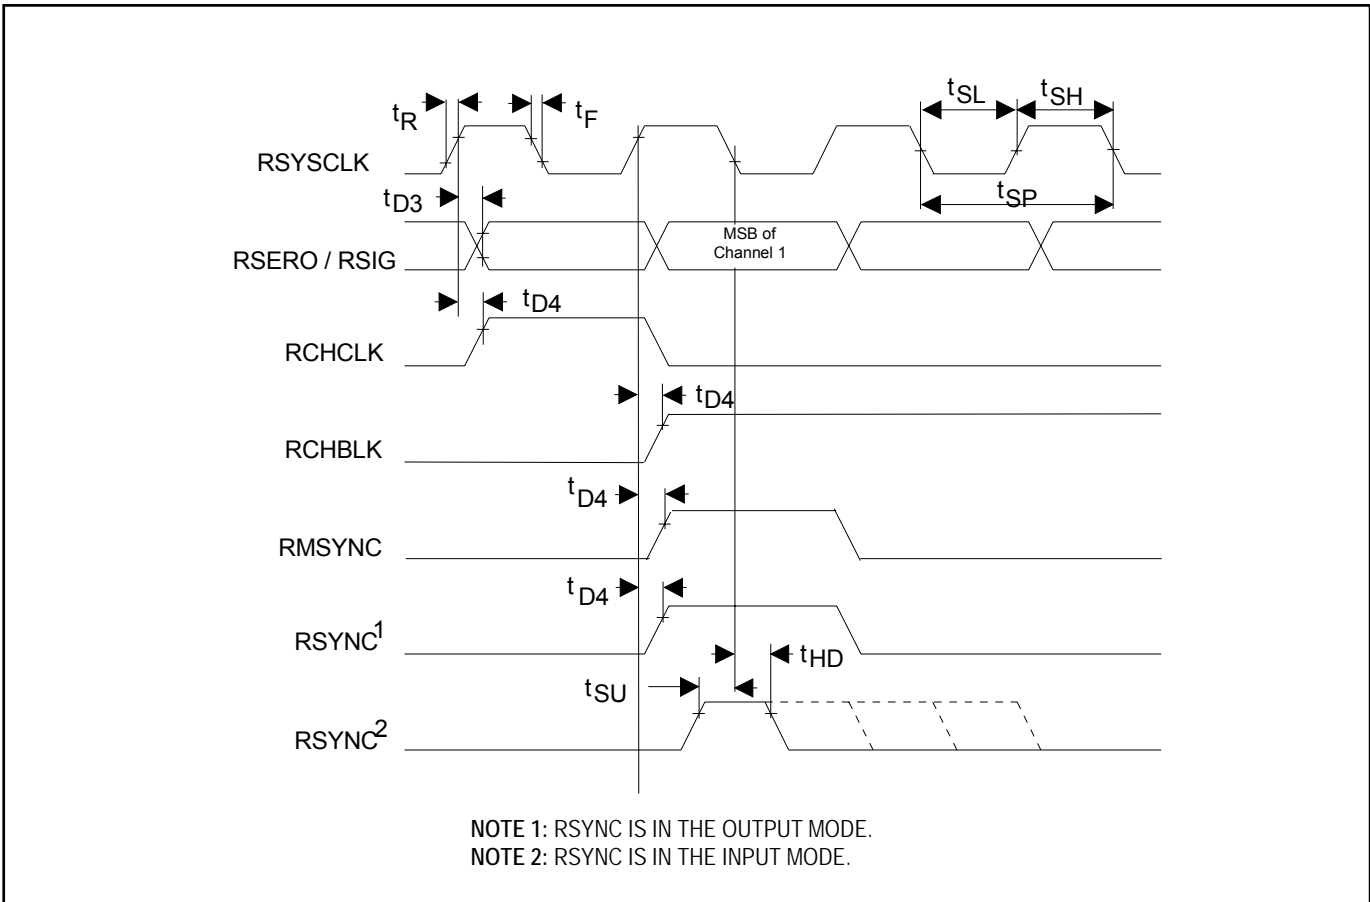 tR
tF
tSL
tSH
RSYSCLK
tD3
tSP
RSERO / RSIG
MSB of
Channel 1
tD4
RCHCLK
tD4
RCHBLK
tD4
RMSYNC
tD4
RSYNC1
tHD
tSU
RSYNC2
NOTE 1: RSYNC IS IN THE OUTPUT MODE.
NOTE 2: RSYNC IS IN THE INPUT MODE.